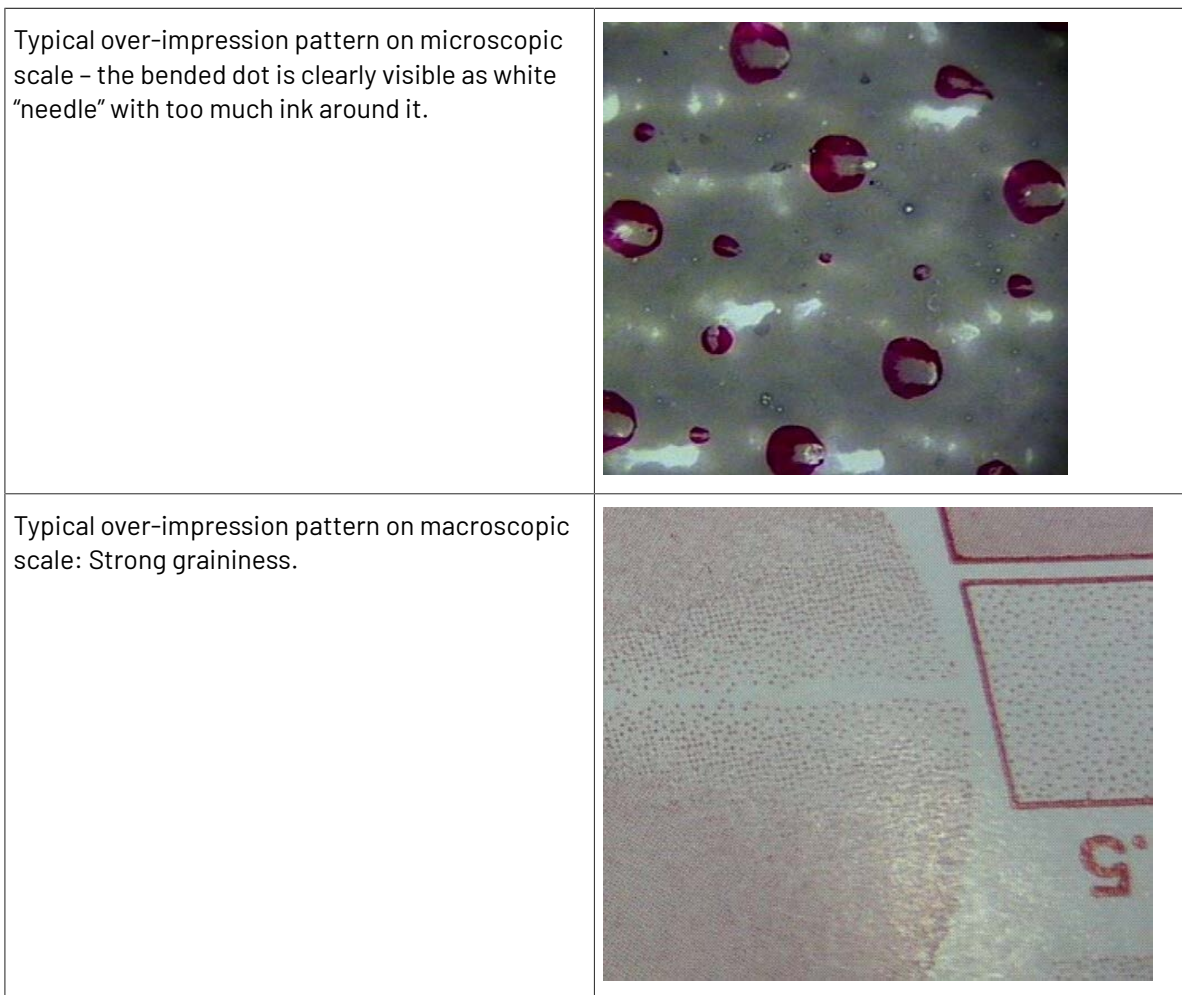 Typical over-impression pattern on microscopic
scale – the bended dot is clearly visible as white
“needle” with too much ink around it.
Typical over-impression pattern on macroscopic
scale: Strong graininess.
.5